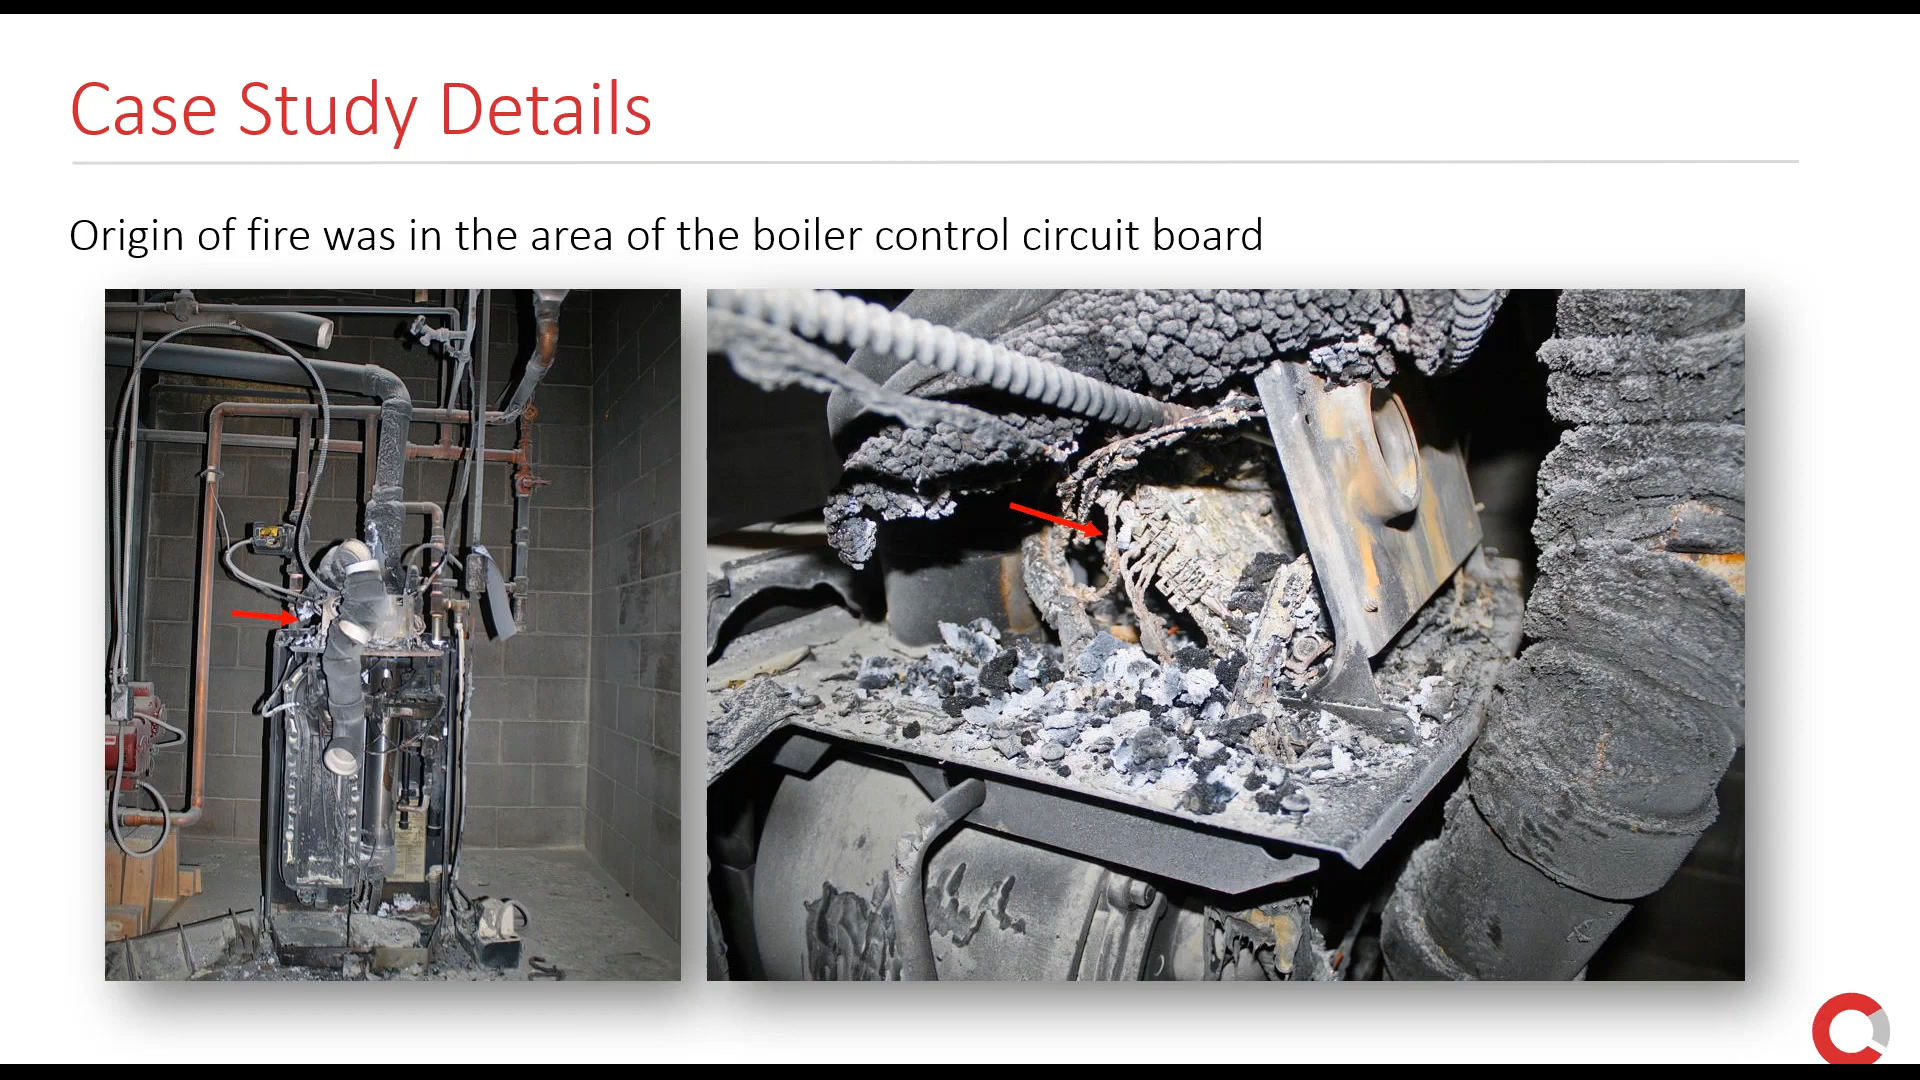 Case Study Details
Origin of fire was in the area of the boiler control circuit board